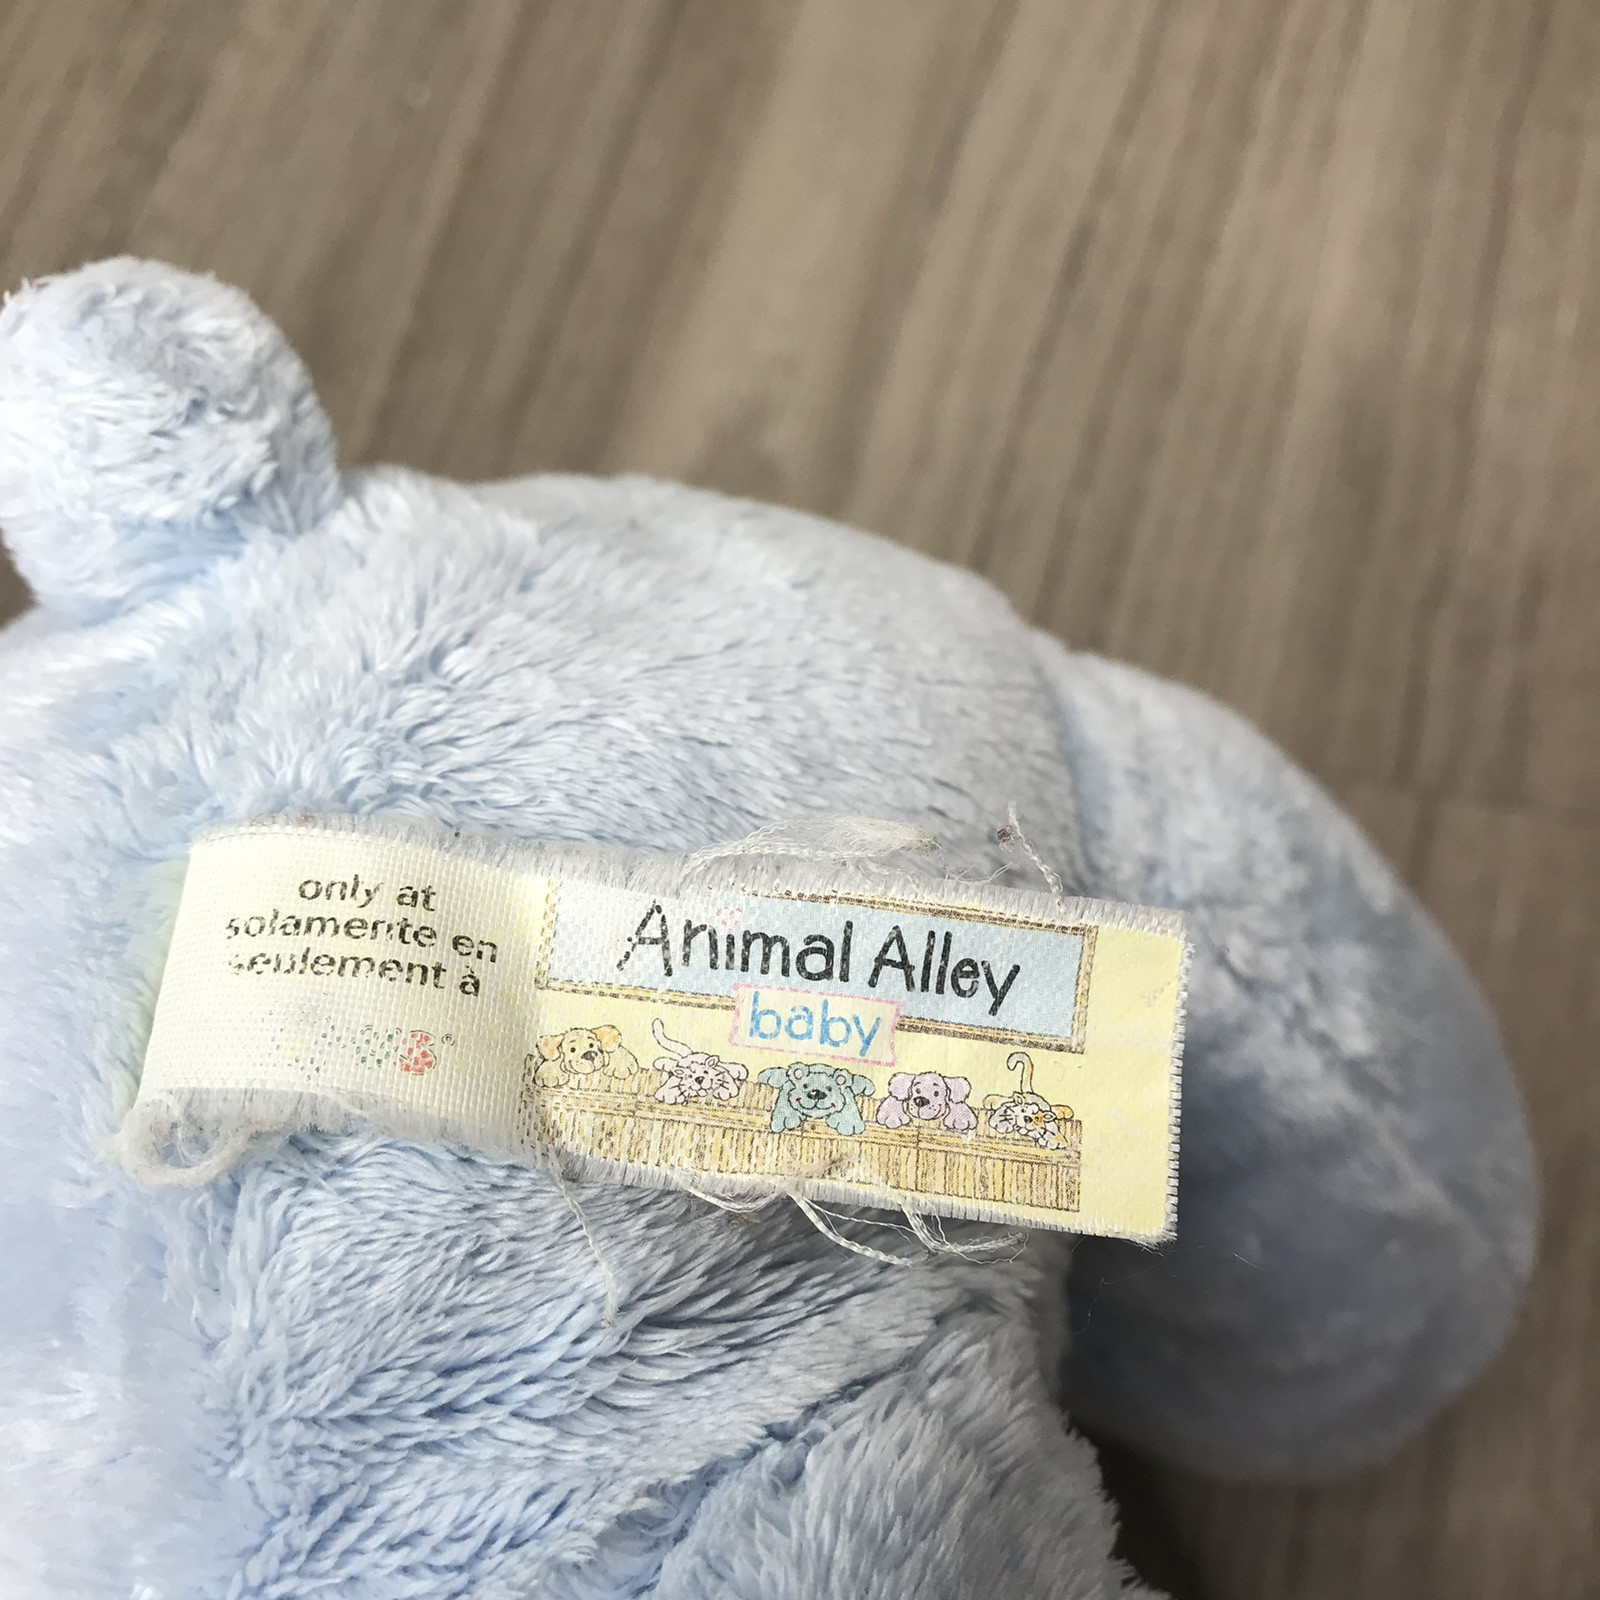 only at
solamente en
seulement à
Animal Alley
baby